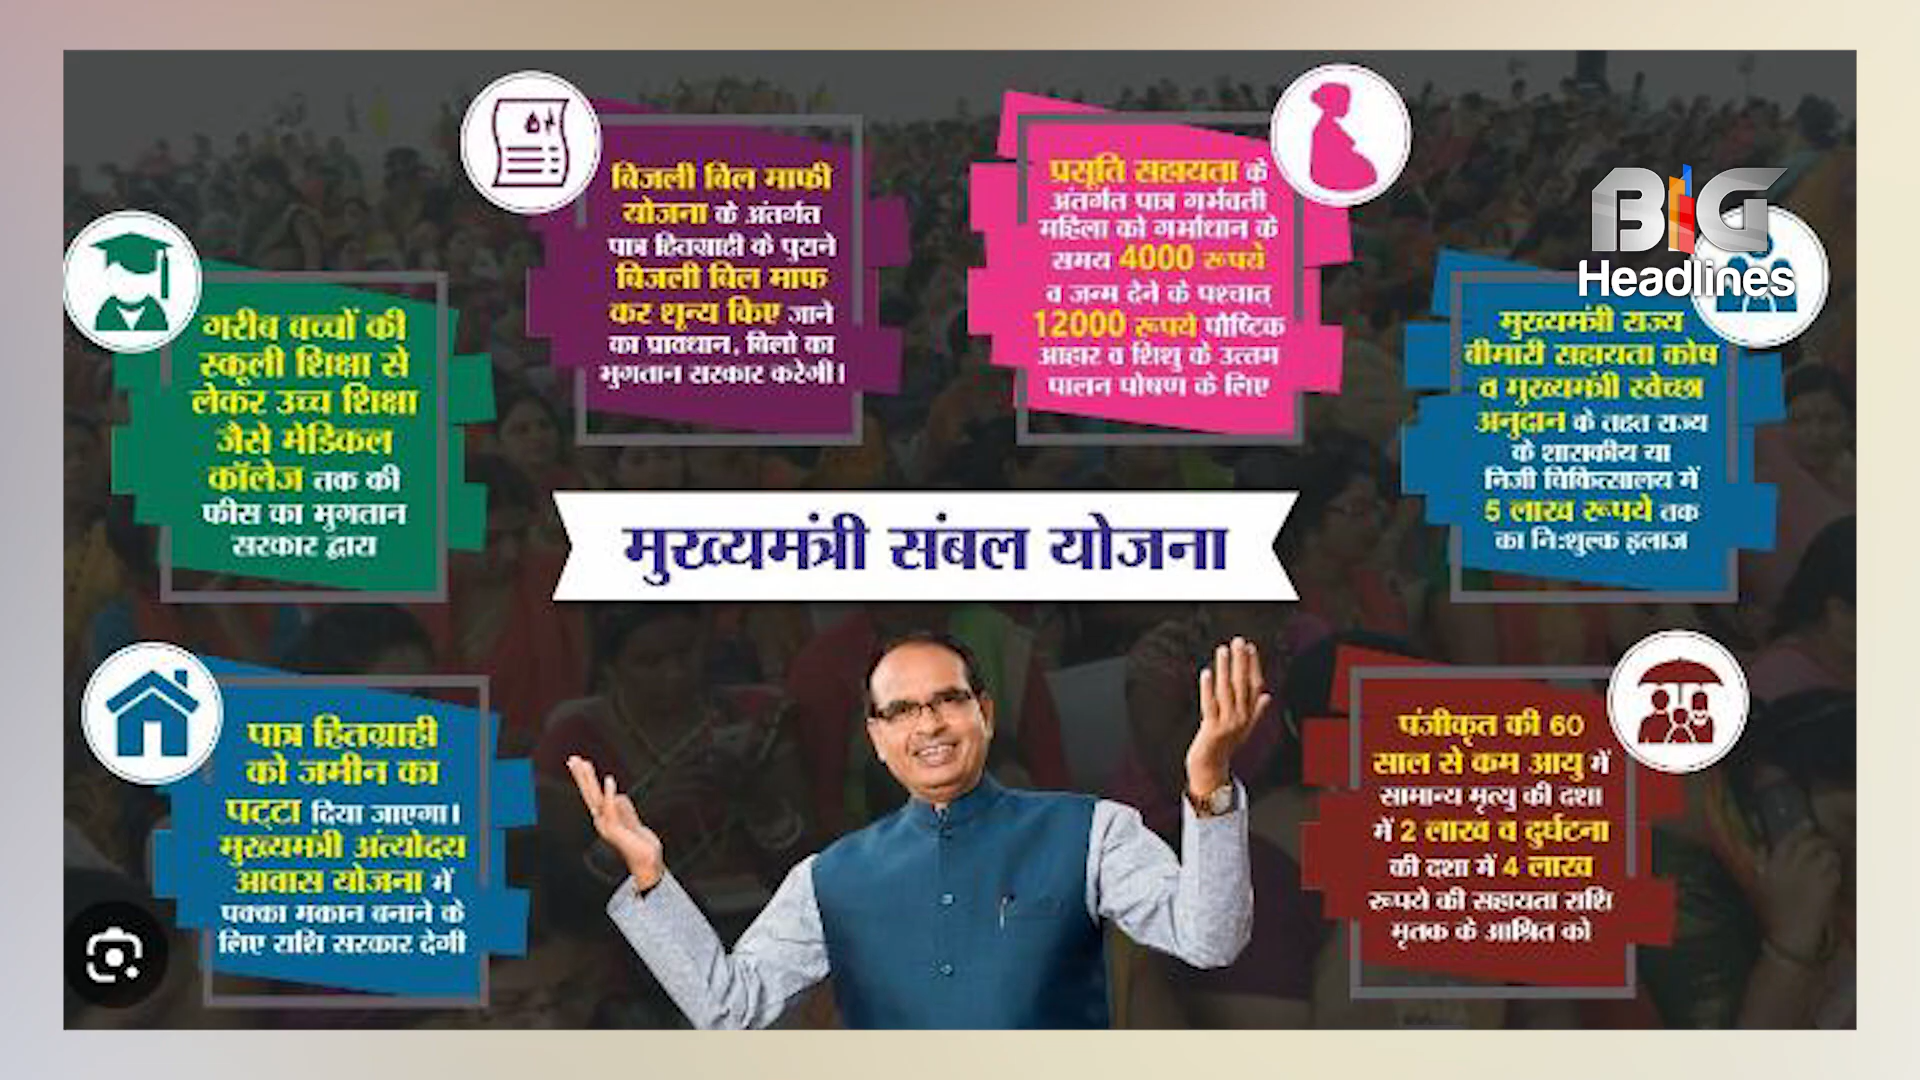 BIG
Headlines
बिजली बिल माफी
योजना के अंतर्गत
पात्र हितग्राही के पुराने
बिजली बिल माफ
कर शून्य किए जाने
का प्रावधान, बिलो का
भुगतान सरकार करेगी।
प्रसूति सहायता के
अंतर्गत पात्र गर्भवती
महिला को गर्भाधान के
समय 4000 रूपये
व जन्म देने के पश्चात्
12000 रूपये पौष्टिक
आहार व शिशु के उत्तम
पालन पोषण के लिए
गरीब बच्चों की
स्कूली शिक्षा से
लेकर उच्च शिक्षा
जैसे मेडिकल
कॉलेज तक की
फीस का भुगतान
सरकार द्वारा
मुख्यमंत्री राज्य
बीमारी सहायता कोष
व मुख्यमंत्री स्वेच्छा
अनुदान के तहत राज्य
के शासकीय या
निजी चिकित्सालय में
5 लाख रूपये तक
का नि:शुल्क इलाज
मुख्यमंत्री संबल योजना
पात्र हितग्राही
को जमीन का
पट्टा दिया जाएगा।
मुख्यमंत्री अंत्योदय
आवास योजना में
पक्का मकान बनाने के
लिए राशि सरकार देगी
पंजीकृत की 60
साल से कम आयु में
सामान्य मृत्यु की दशा
में 2 लाख व दुर्घटना
की दशा में 4 लाख
रूपये की सहायता राशि
मृतक के आश्रित को